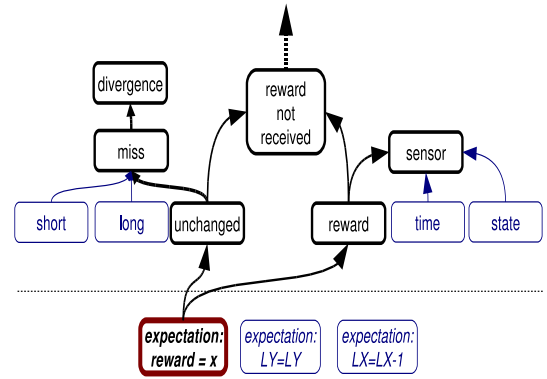 divergence
reward
not
received
miss
sensor
short
long
unchanged
reward
time
state
expectation:
reward = x
expectation:
LY=LY
expectation:
LX=LX-1